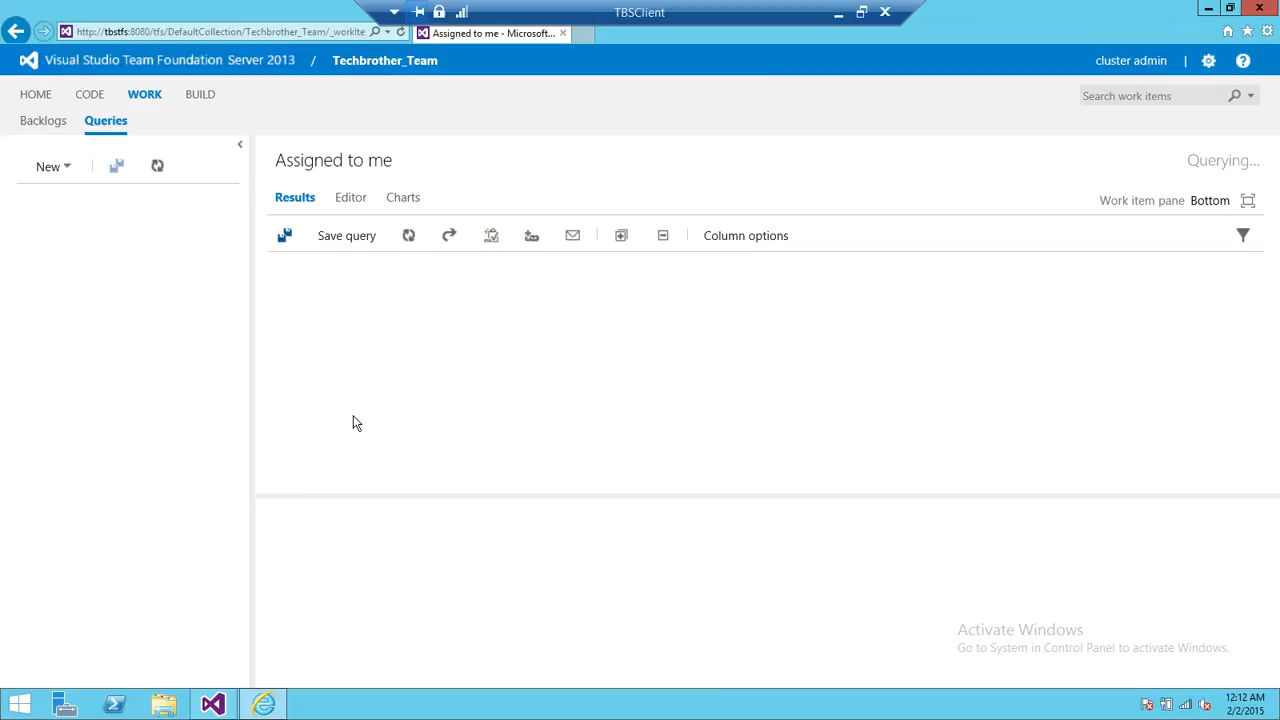 TBSClient
http://tbstfs:8080/tfs/DefaultCollection/Techbrother_Team/_workIte
Assigned to me - Microsoft...
Visual Studio Team Foundation Server 2013 / Techbrother_Team
cluster admin
HOME CODE WORK BUILD
Search work items
Backlogs Queries
New
Assigned to me
Querying...
Results Editor Charts
Work item pane Bottom
Save query
Column options
Activate Windows
Go to System in Control Panel to activate Windows.
12:12 AM
2/2/2015